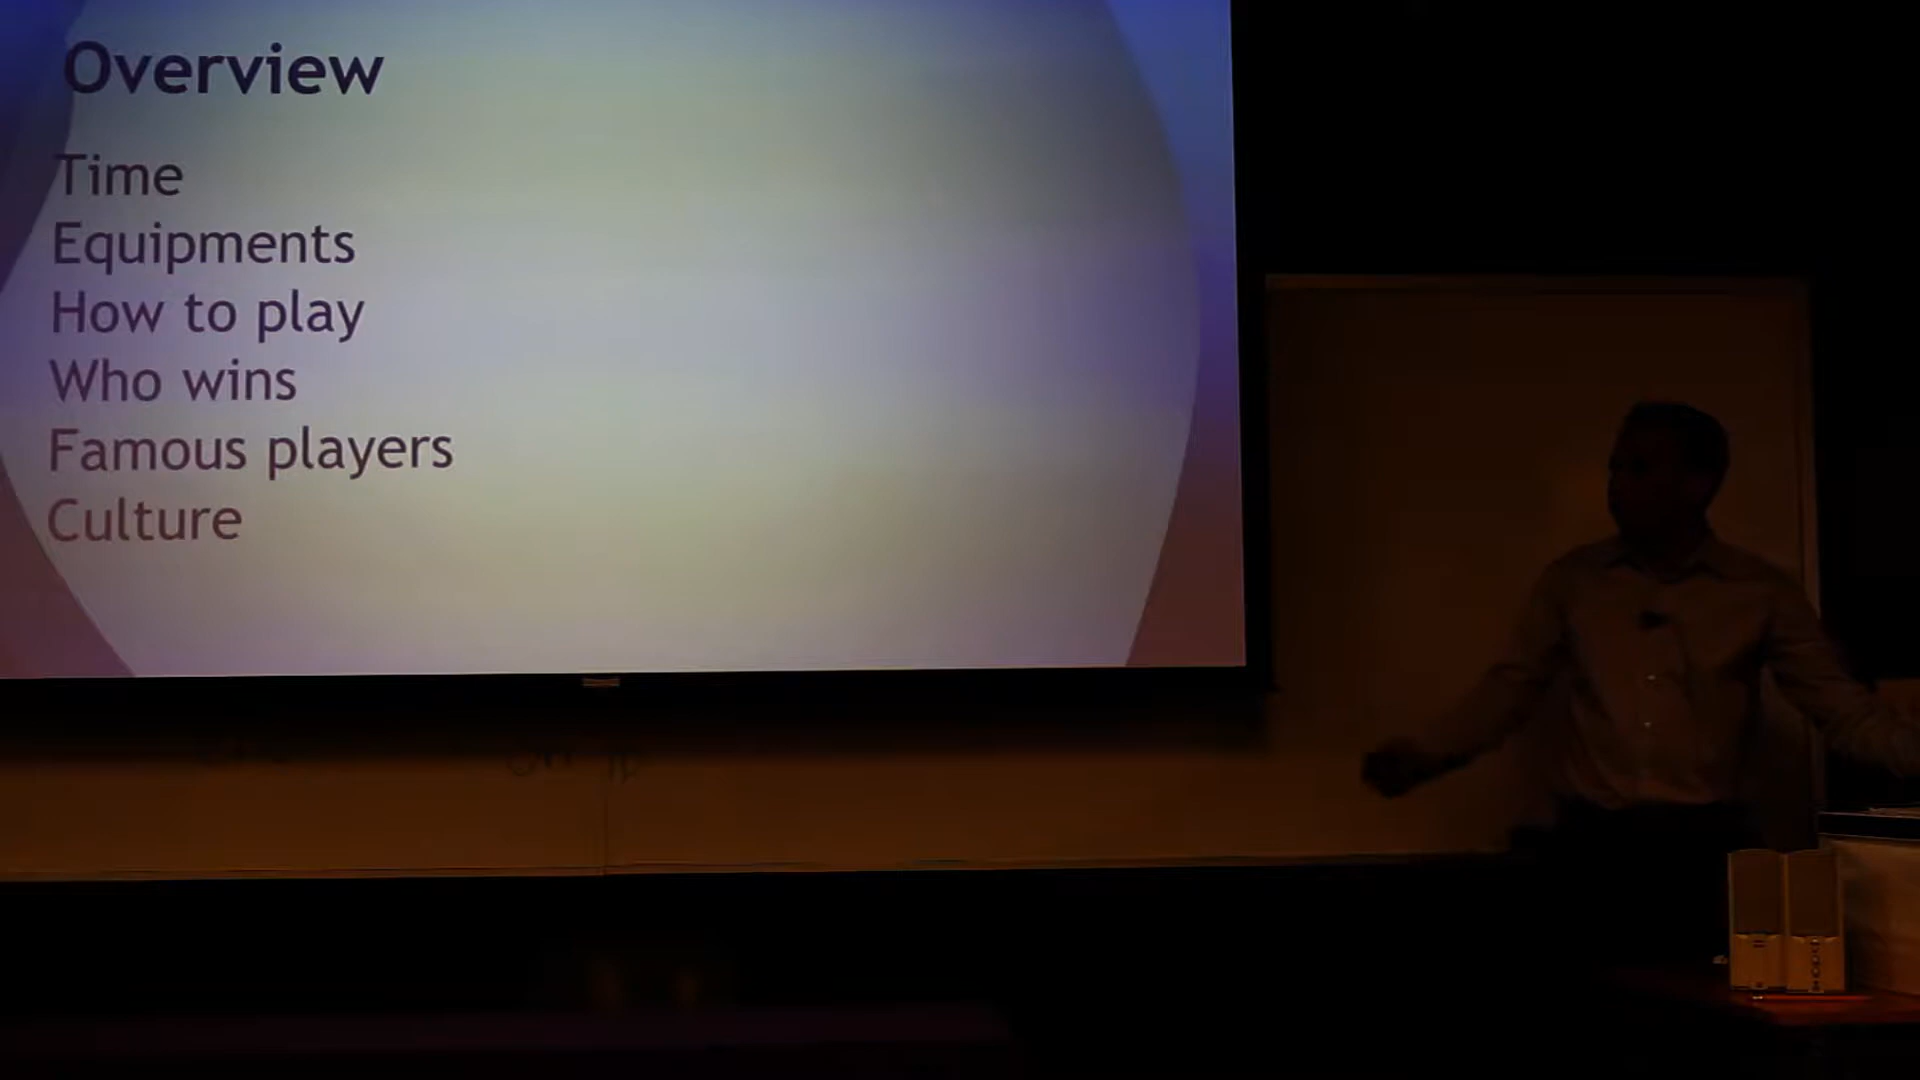 Overview
Time
Equipments
How to play
Who wins
Famous players
Culture